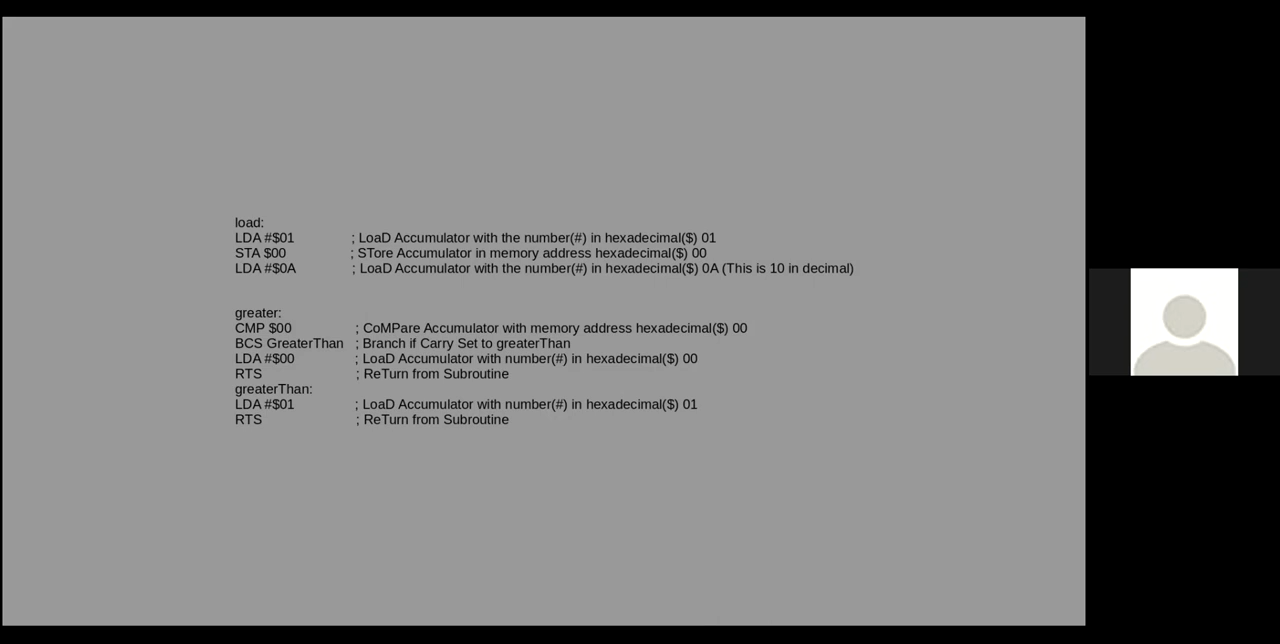 load:
LDA #$01 ; LoaD Accumulator with the number(#) in hexadecimal($) 01
STA $00 ; STore Accumulator in memory address hexadecimal($) 00
LDA #$0A ; LoaD Accumulator with the number(#) in hexadecimal($) 0A (This is 10 in decimal)
greater:
CMP $00 ; CoMPare Accumulator with memory address hexadecimal($) 00
BCS GreaterThan ; Branch if Carry Set to greaterThan
LDA #$00 ; LoaD Accumulator with number(#) in hexadecimal($) 00
RTS ; ReTurn from Subroutine
greaterThan:
LDA #$01 ; LoaD Accumulator with number(#) in hexadecimal($) 01
RTS ; ReTurn from Subroutine